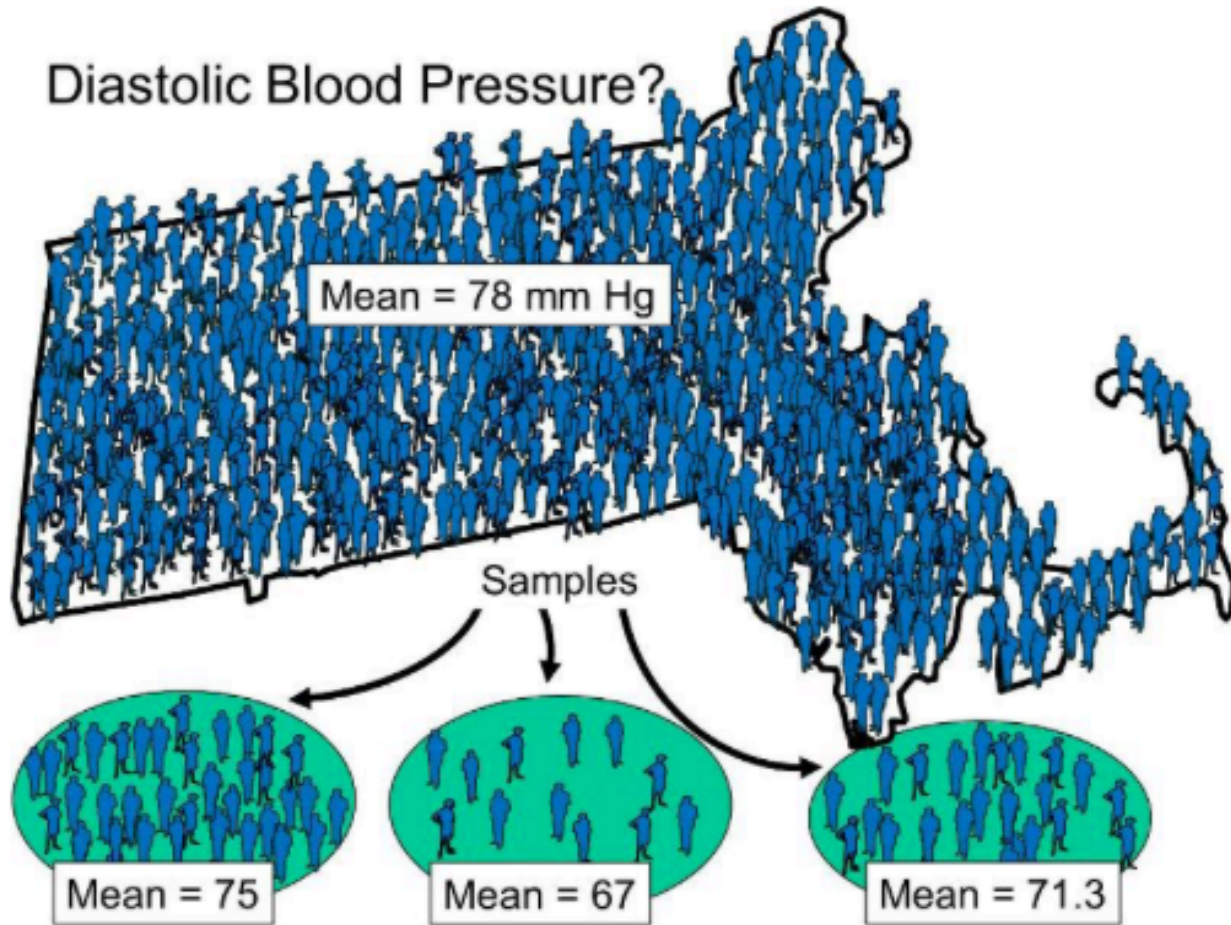 Diastolic Blood Pressure?
Mean = 78 mm Hg
Samples
Mean = 75
Mean = 67
Mean = 71.3